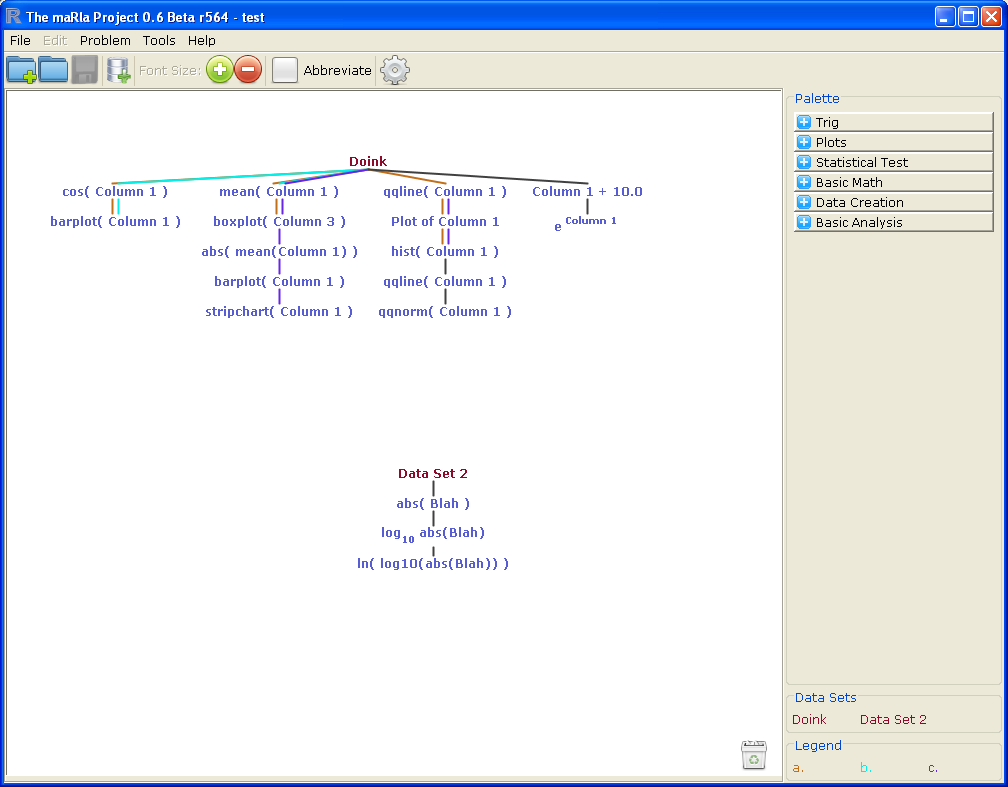 The maRla Project 0.6 Beta r564 - test
File Edit Problem Tools Help
Font Size: Abbreviate
Doink
cos( Column 1 ) mean( Column 1 ) qqline( Column 1 ) Column 1 + 10.0
barplot( Column 1 ) boxplot( Column 3 ) Plot of Column 1 e Column 1
abs( mean(Column 1) ) hist( Column 1 )
barplot( Column 1 ) qqline( Column 1 )
stripchart( Column 1 ) qqnorm( Column 1 )
Data Set 2
abs( Blah )
log10 abs(Blah)
ln( log10(abs(Blah)) )
Palette
Trig
Plots
Statistical Test
Basic Math
Data Creation
Basic Analysis
Data Sets
Doink Data Set 2
Legend
a. b. c.